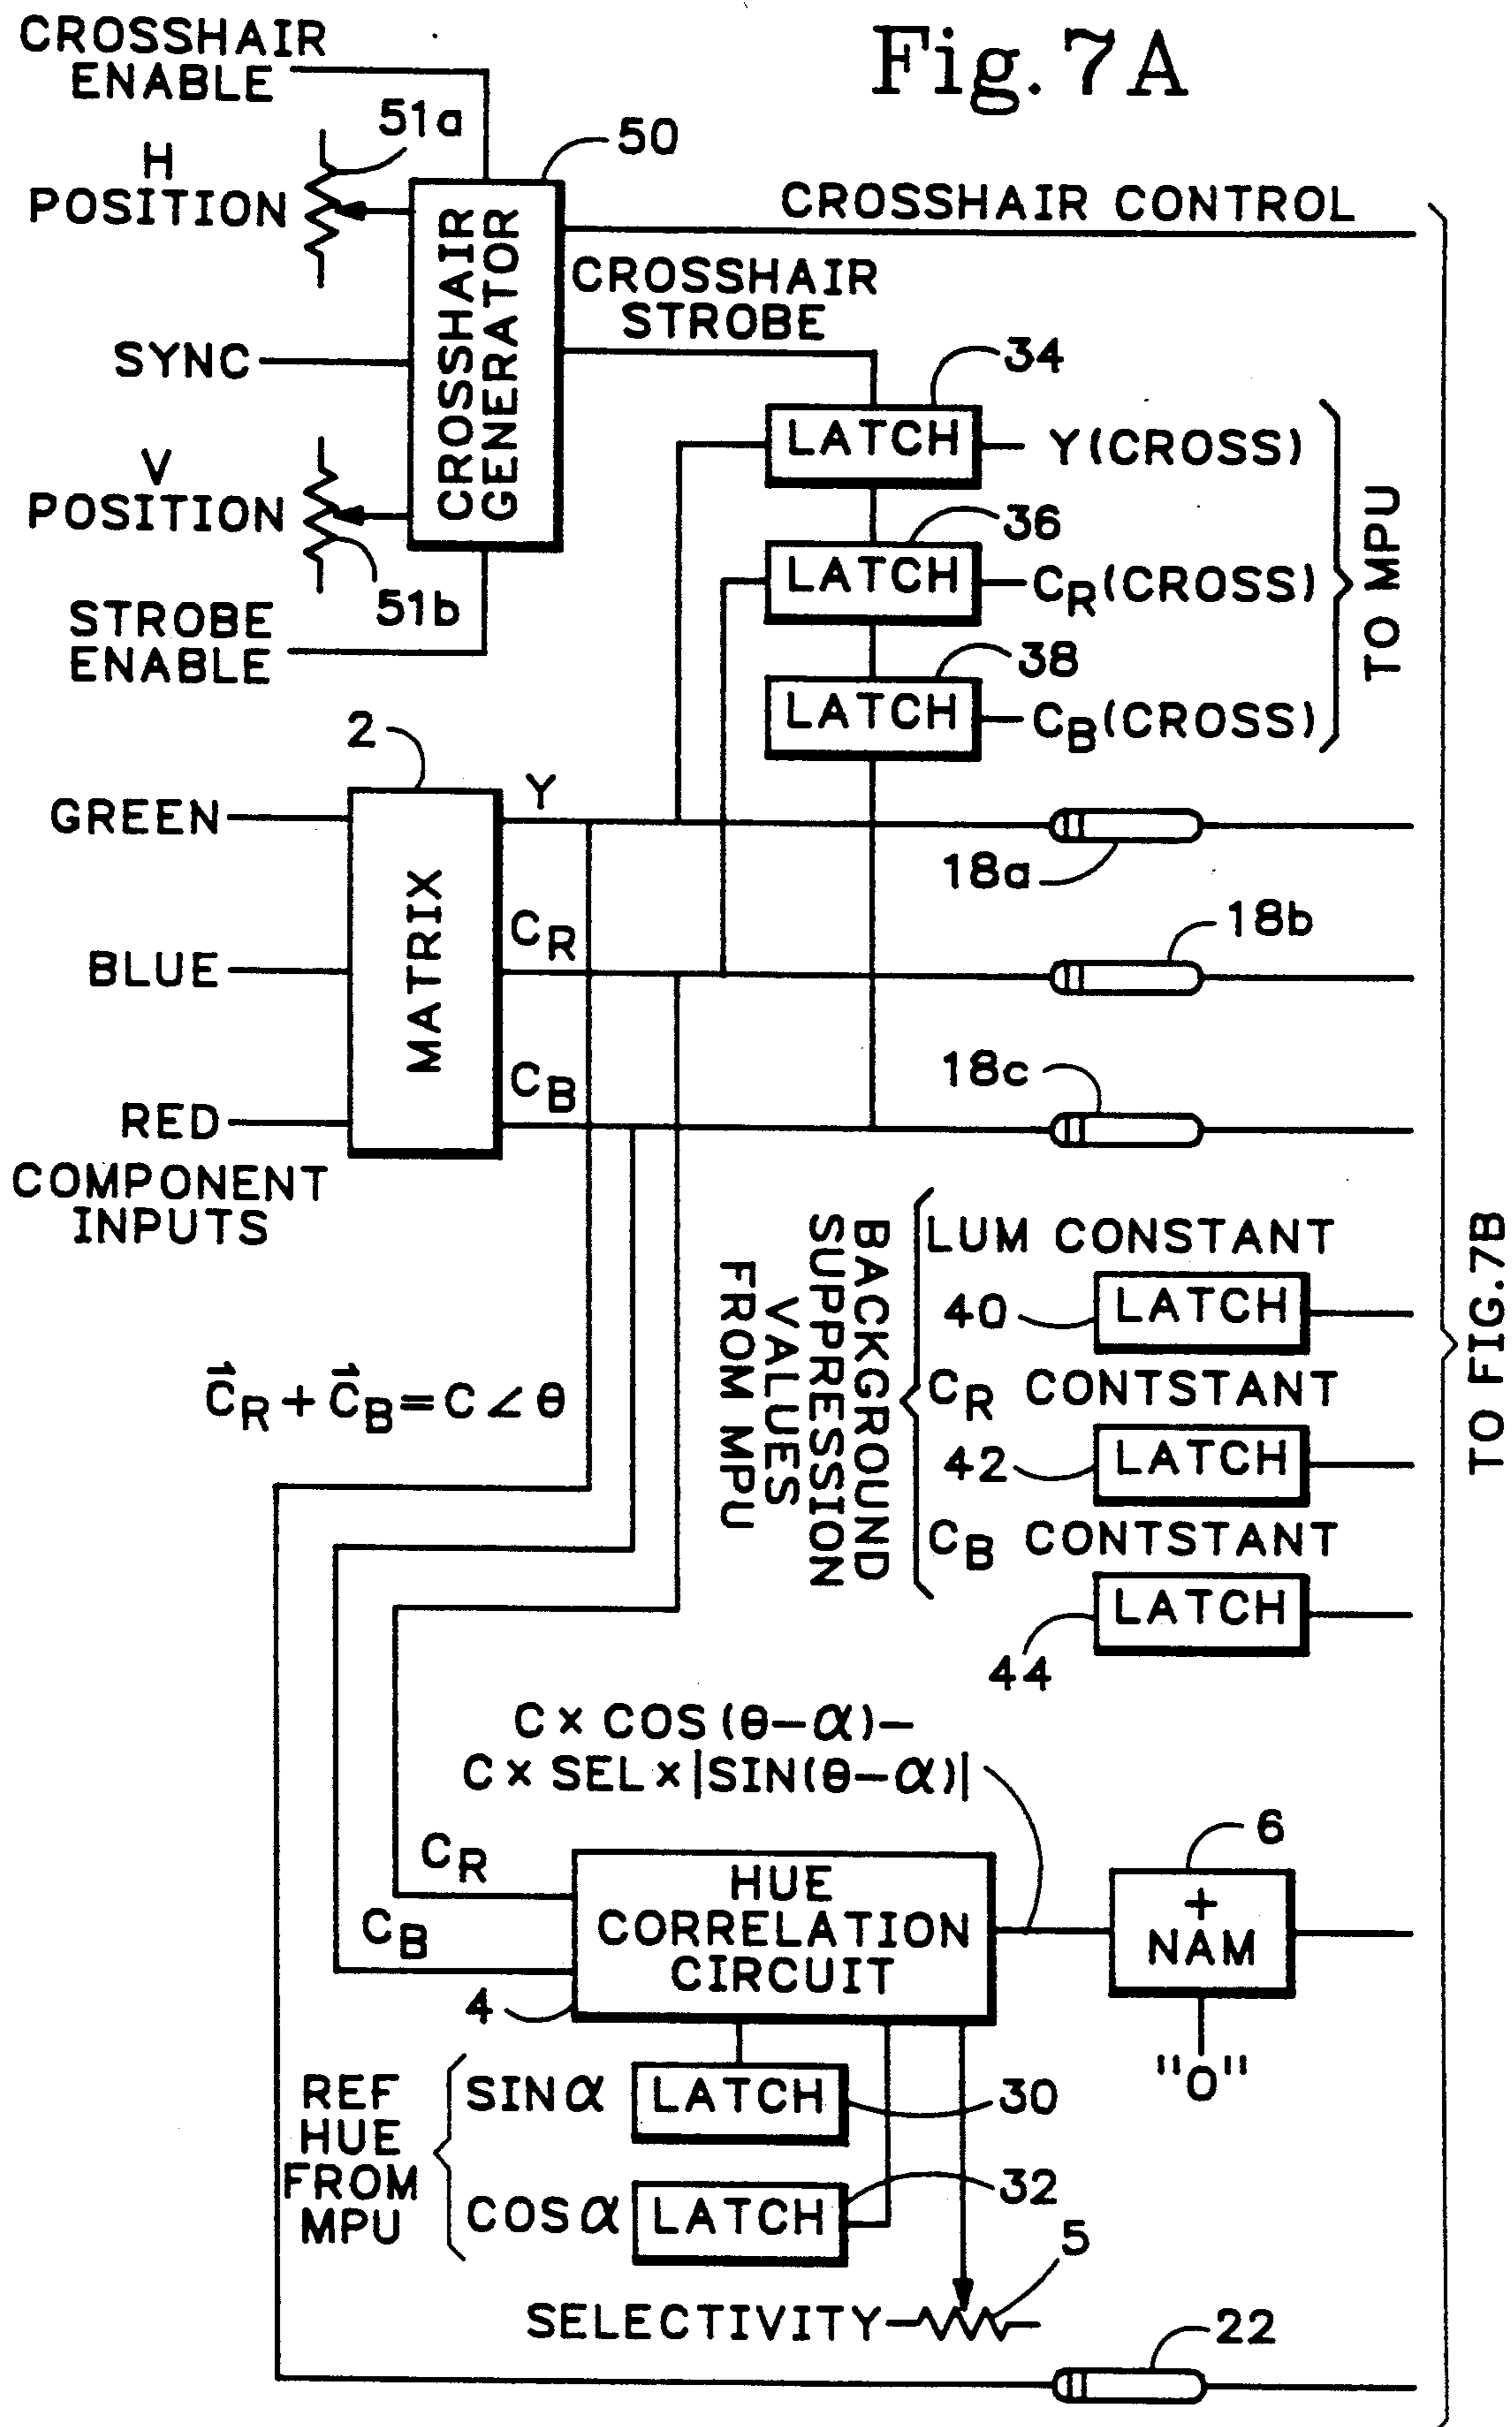 Fig. 7A
CROSSHAIR
ENABLE
51a
50
H
POSITION
CROSSHAIR
GENERATOR
CROSSHAIR CONTROL
CROSSHAIR
STROBE
SYNC
34
LATCH
Y(CROSS)
V
POSITION
36
LATCH
CR(CROSS)
TO MPU
51b
STROBE
ENABLE
38
LATCH
CB(CROSS)
2
GREEN
Y
18a
MATRIX
BLUE
CR
18b
RED
CB
18c
COMPONENT
INPUTS
BACKGROUND
SUPPRESSION
VALUES
FROM MPU
LUM CONSTANT
40
LATCH
CR CONTSTANT
42
LATCH
CB CONTSTANT
LATCH
44
TO FIG.7B
C⃗R + C⃗B = C ∠ θ
C × COS (θ−α)−
C × SEL × |SIN(θ−α)|
CR
CB
HUE
CORRELATION
CIRCUIT
4
6
+
NAM
"0"
REF
HUE
FROM
MPU
SIN α
LATCH
30
COS α
LATCH
32
5
SELECTIVITY
22